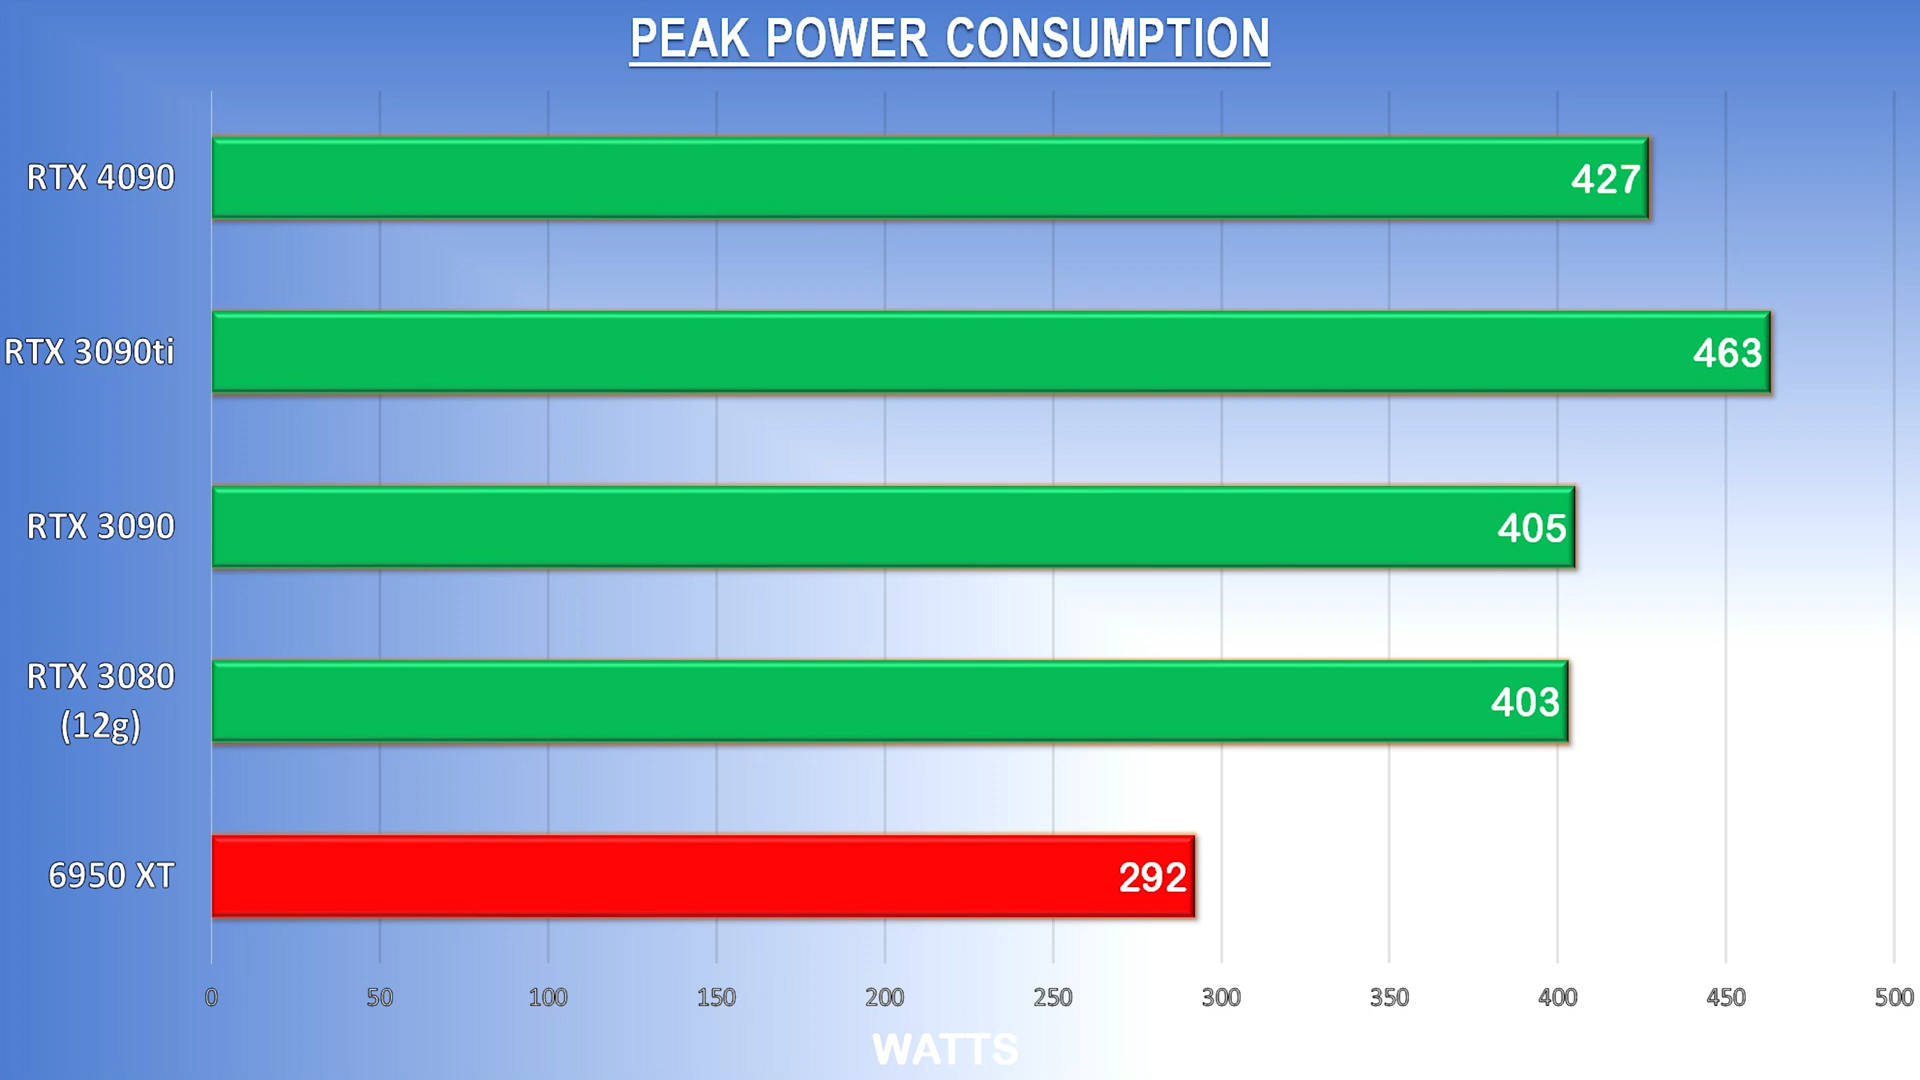 PEAK POWER CONSUMPTION
RTX 4090
427
RTX 3090ti
463
RTX 3090
405
RTX 3080
(12g)
403
6950 XT
292
0 50 100 150 200 250 300 350 400 450 500
WATTS